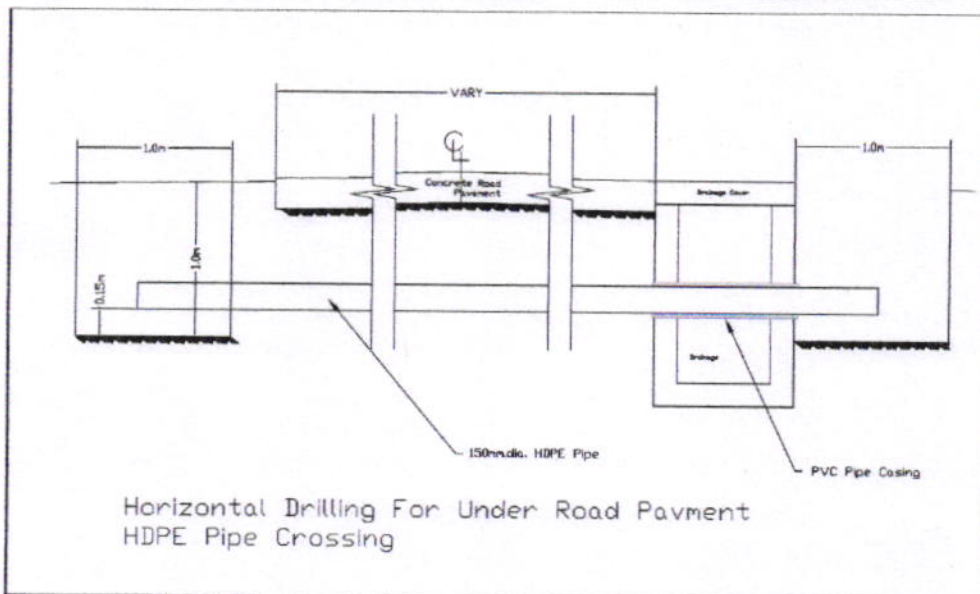 VARY
1.0m
1.0m
CL
Concrete Road
Pavement
Drainage Cover
1.0m
0.15m
Drainage
150mm.dia. HDPE Pipe
PVC Pipe Casing
Horizontal Drilling For Under Road Pavment
HDPE Pipe Crossing